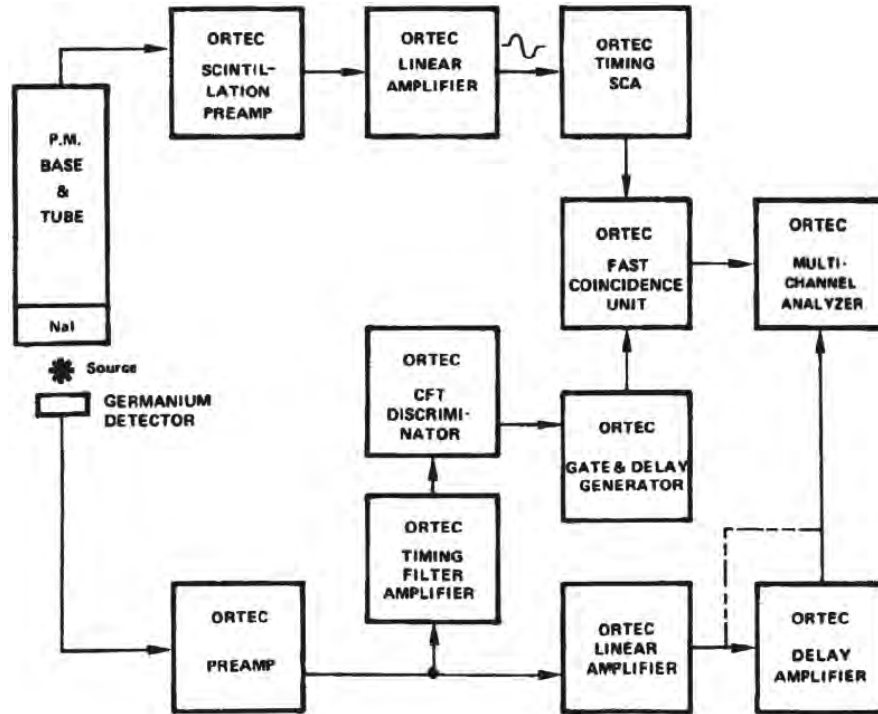 ORTEC
SCINTIL-
LATION
PREAMP
ORTEC
LINEAR
AMPLIFIER
ORTEC
TIMING
SCA
P.M.
BASE
&
TUBE
NaI
Source
GERMANIUM
DETECTOR
ORTEC
FAST
COINCIDENCE
UNIT
ORTEC
MULTI-
CHANNEL
ANALYZER
ORTEC
CFT
DISCRIMI-
NATOR
ORTEC
GATE & DELAY
GENERATOR
ORTEC
TIMING
FILTER
AMPLIFIER
ORTEC
PREAMP
ORTEC
LINEAR
AMPLIFIER
ORTEC
DELAY
AMPLIFIER